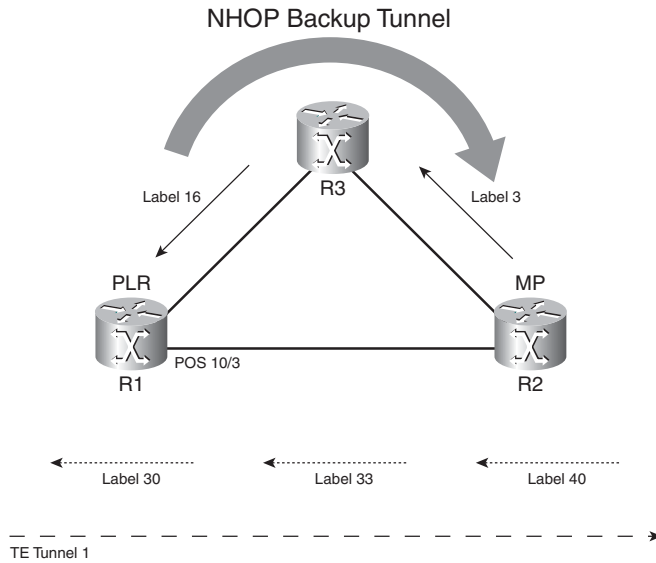 NHOP Backup Tunnel
R3
Label 16
Label 3
PLR
MP
POS 10/3
R1
R2
Label 30
Label 33
Label 40
TE Tunnel 1